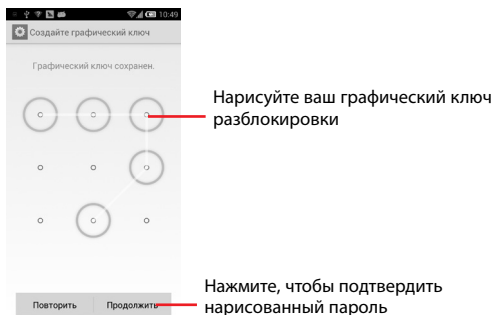 10:49
Создайте графический ключ
Графический ключ сохранен.
Нарисуйте ваш графический ключ
разблокировки
Нажмите, чтобы подтвердить
нарисованный пароль
Повторить Продолжить